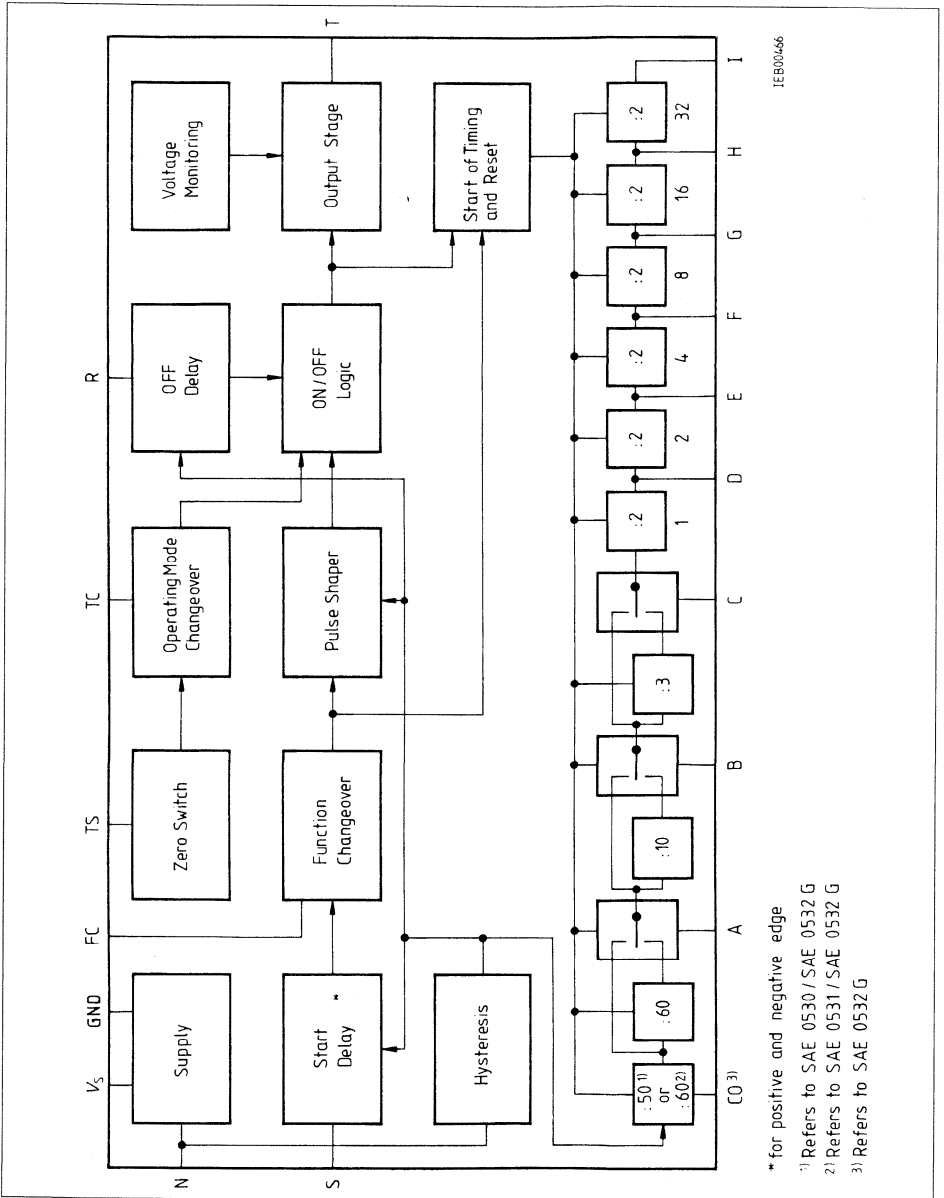 V_S
GND
FC
TS
TC
R
N
S
T
Supply
Zero Switch
Operating Mode
Changeover
OFF
Delay
Voltage
Monitoring
Start
Delay *
Function
Changeover
Pulse Shaper
ON/OFF
Logic
Output Stage
Hysteresis
Start of Timing
and Reset
:50 1)
or
:60 2)
:60
:10
:3
:2
:2
:2
:2
:2
:2
1
2
4
8
16
32
CO 3)
A
B
C
D
E
F
G
H
I
* for positive and negative edge
1) Refers to SAE 0530 / SAE 0532 G
2) Refers to SAE 0531 / SAE 0532 G
3) Refers to SAE 0532 G
IEB00466